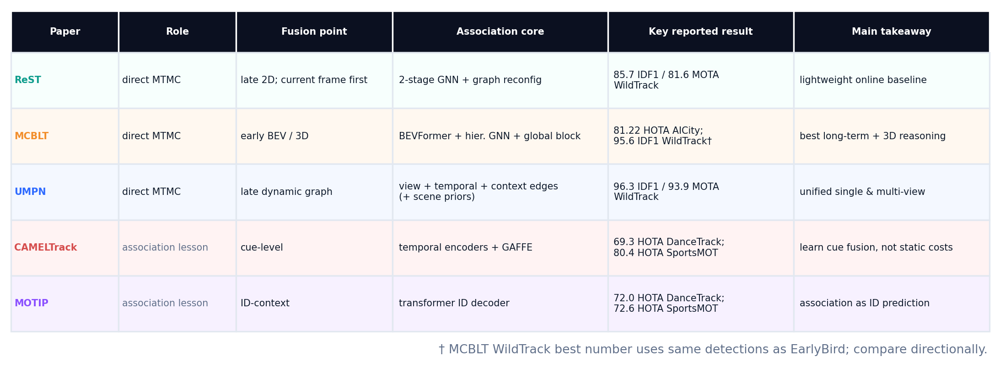 Paper Role Fusion point Association core Key reported result Main takeaway
ReST direct MTMC late 2D; current frame first 2-stage GNN + graph reconfig 85.7 IDF1 / 81.6 MOTA
WildTrack lightweight online baseline
MCBLT direct MTMC early BEV / 3D BEVFormer + hier. GNN + global block 81.22 HOTA AICity;
95.6 IDF1 WildTrack† best long-term + 3D reasoning
UMPN direct MTMC late dynamic graph view + temporal + context edges
(+ scene priors) 96.3 IDF1 / 93.9 MOTA
WildTrack unified single & multi-view
CAMELTrack association lesson cue-level temporal encoders + GAFFE 69.3 HOTA DanceTrack;
80.4 HOTA SportsMOT learn cue fusion, not static costs
MOTIP association lesson ID-context transformer ID decoder 72.0 HOTA DanceTrack;
72.6 HOTA SportsMOT association as ID prediction
† MCBLT WildTrack best number uses same detections as EarlyBird; compare directionally.